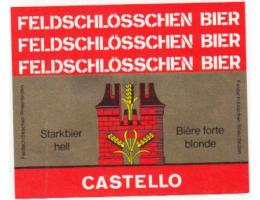 FELDSCHLÖSSCHEN BIER
FELDSCHLÖSSCHEN BIER
FELDSCHLÖSSCHEN BIER
Starkbier
hell
Bière forte
blonde
CASTELLO